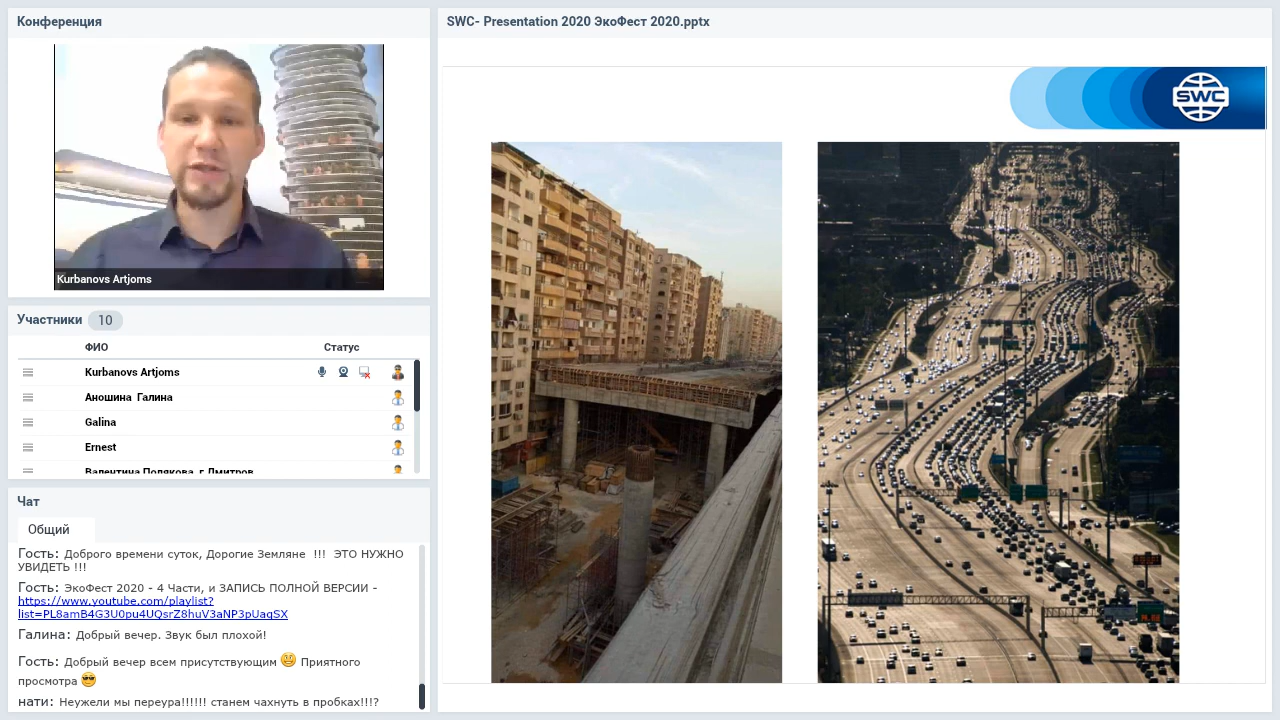 Конференция
Kurbanovs Artjoms
Участники 10
ФИО Статус
Kurbanovs Artjoms
Аношина Галина
Galina
Ernest
Валентина Полякова, г.Дмитров
Чат
Общий
Гость: Доброго времени суток, Дорогие Земляне !!! ЭТО НУЖНО
УВИДЕТЬ !!!
Гость: ЭкоФест 2020 - 4 Части, и ЗАПИСЬ ПОЛНОЙ ВЕРСИИ -
https://www.youtube.com/playlist?
list=PL8amB4G3U0pu4UQsrZ8huV3aNP3pUaqSX
Галина: Добрый вечер. Звук был плохой!
Гость: Добрый вечер всем присутствующим 😀 Приятного
просмотра 😎
нати: Неужели мы переура!!!!!! станем чахнуть в пробках!!!?
SWC- Presentation 2020 ЭкоФест 2020.pptx
SWC